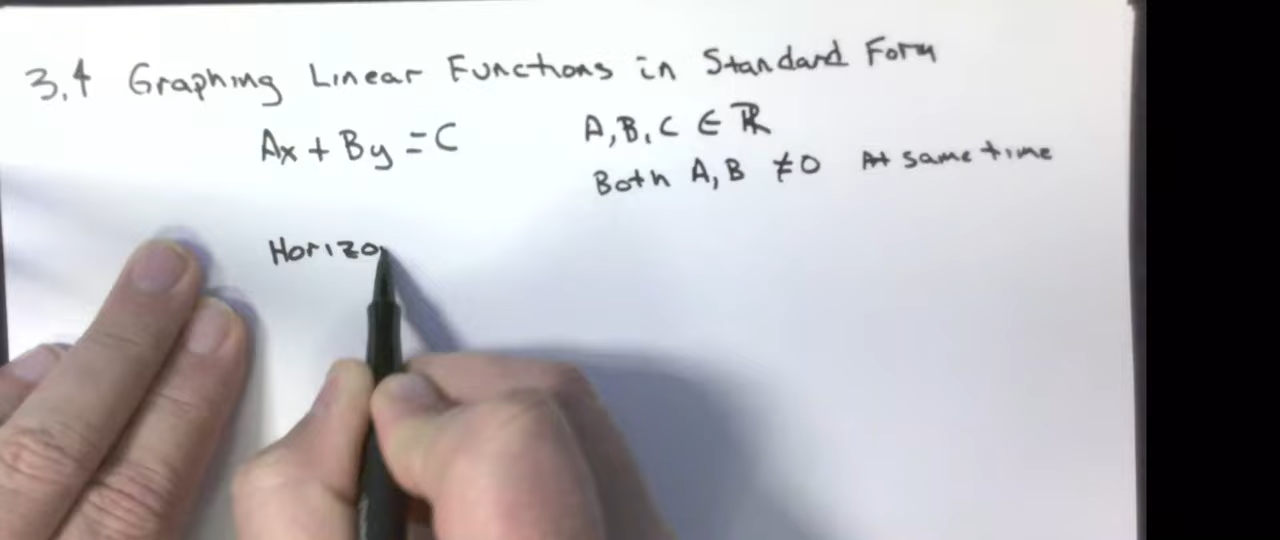 3.4 Graphing Linear Functions in Standard Form
Ax + By = C
A, B, C ∈ ℝ
Both A, B ≠ 0 At same time
Horizo